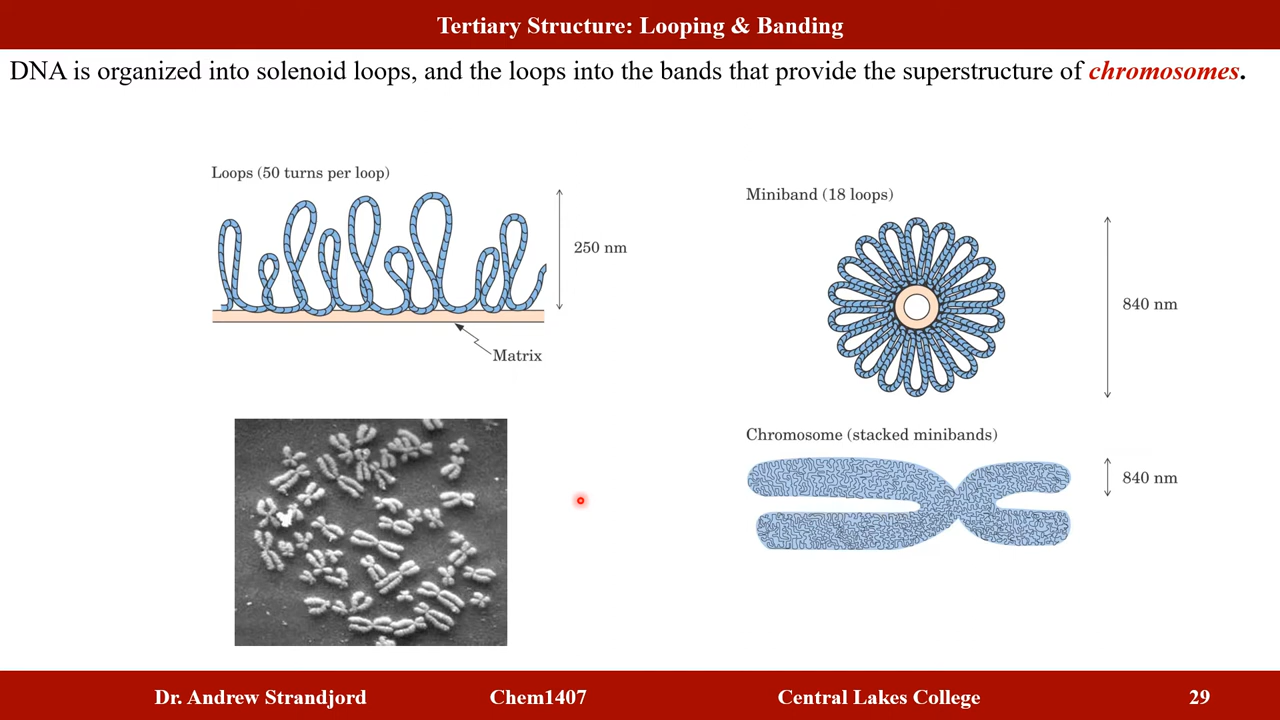 Tertiary Structure: Looping & Banding
DNA is organized into solenoid loops, and the loops into the bands that provide the superstructure of chromosomes.
Loops (50 turns per loop)
250 nm
Matrix
Miniband (18 loops)
840 nm
Chromosome (stacked minibands)
840 nm
Dr. Andrew Strandjord Chem1407 Central Lakes College 29